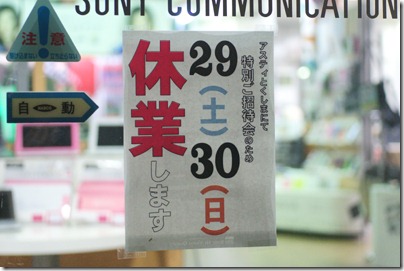 SONY COMMUNICATION
注意
自動
アスティとくしまにて
特別ご招待会のため
29(土)
30(日)
休業します